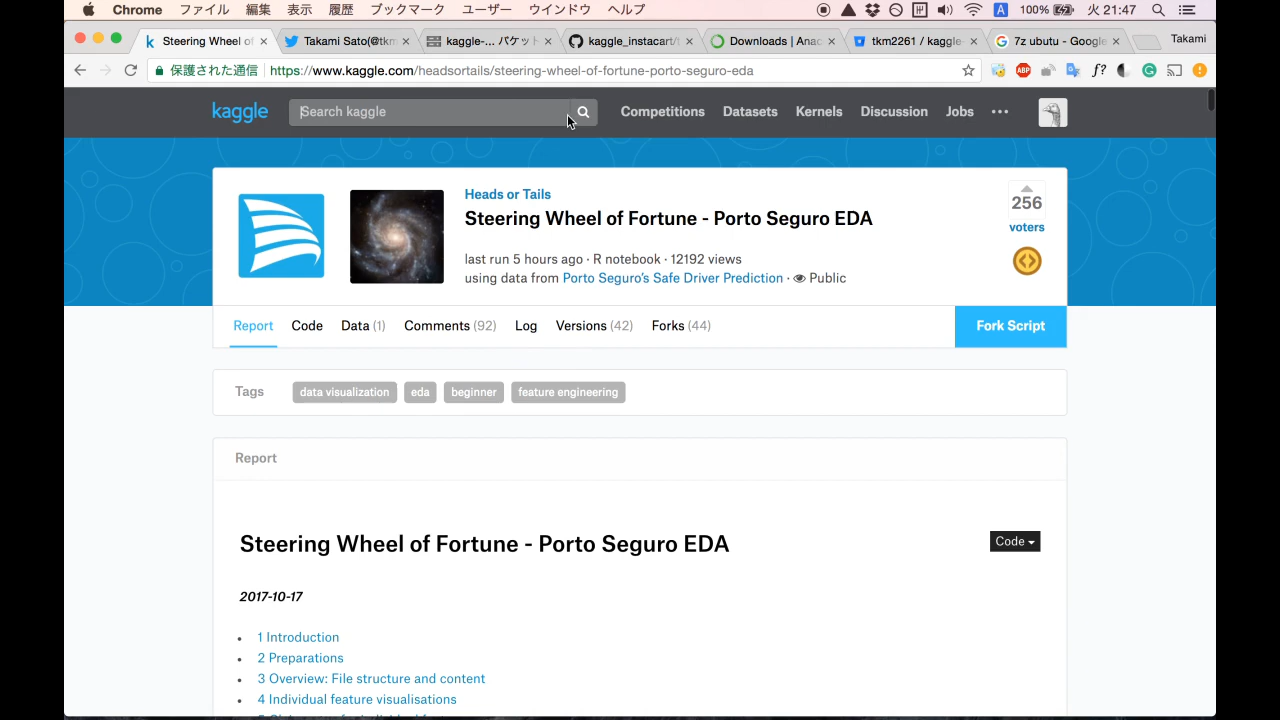 Chrome ファイル 編集 表示 履歴 ブックマーク ユーザー ウインドウ ヘルプ 100% 火 21:47
Steering Wheel of Takami Sato(@tkm kaggle-... バケット kaggle_instacart/t Downloads | Anac tkm2261 / kaggle- 7z ubutu - Google Takami
保護された通信 https://www.kaggle.com/headsortails/steering-wheel-of-fortune-porto-seguro-eda
kaggle Search kaggle Competitions Datasets Kernels Discussion Jobs
Heads or Tails
Steering Wheel of Fortune - Porto Seguro EDA
256
voters
last run 5 hours ago · R notebook · 12192 views
using data from Porto Seguro's Safe Driver Prediction · Public
Report Code Data (1) Comments (92) Log Versions (42) Forks (44) Fork Script
Tags data visualization eda beginner feature engineering
Report
Steering Wheel of Fortune - Porto Seguro EDA
Code
2017-10-17
• 1 Introduction
• 2 Preparations
• 3 Overview: File structure and content
• 4 Individual feature visualisations